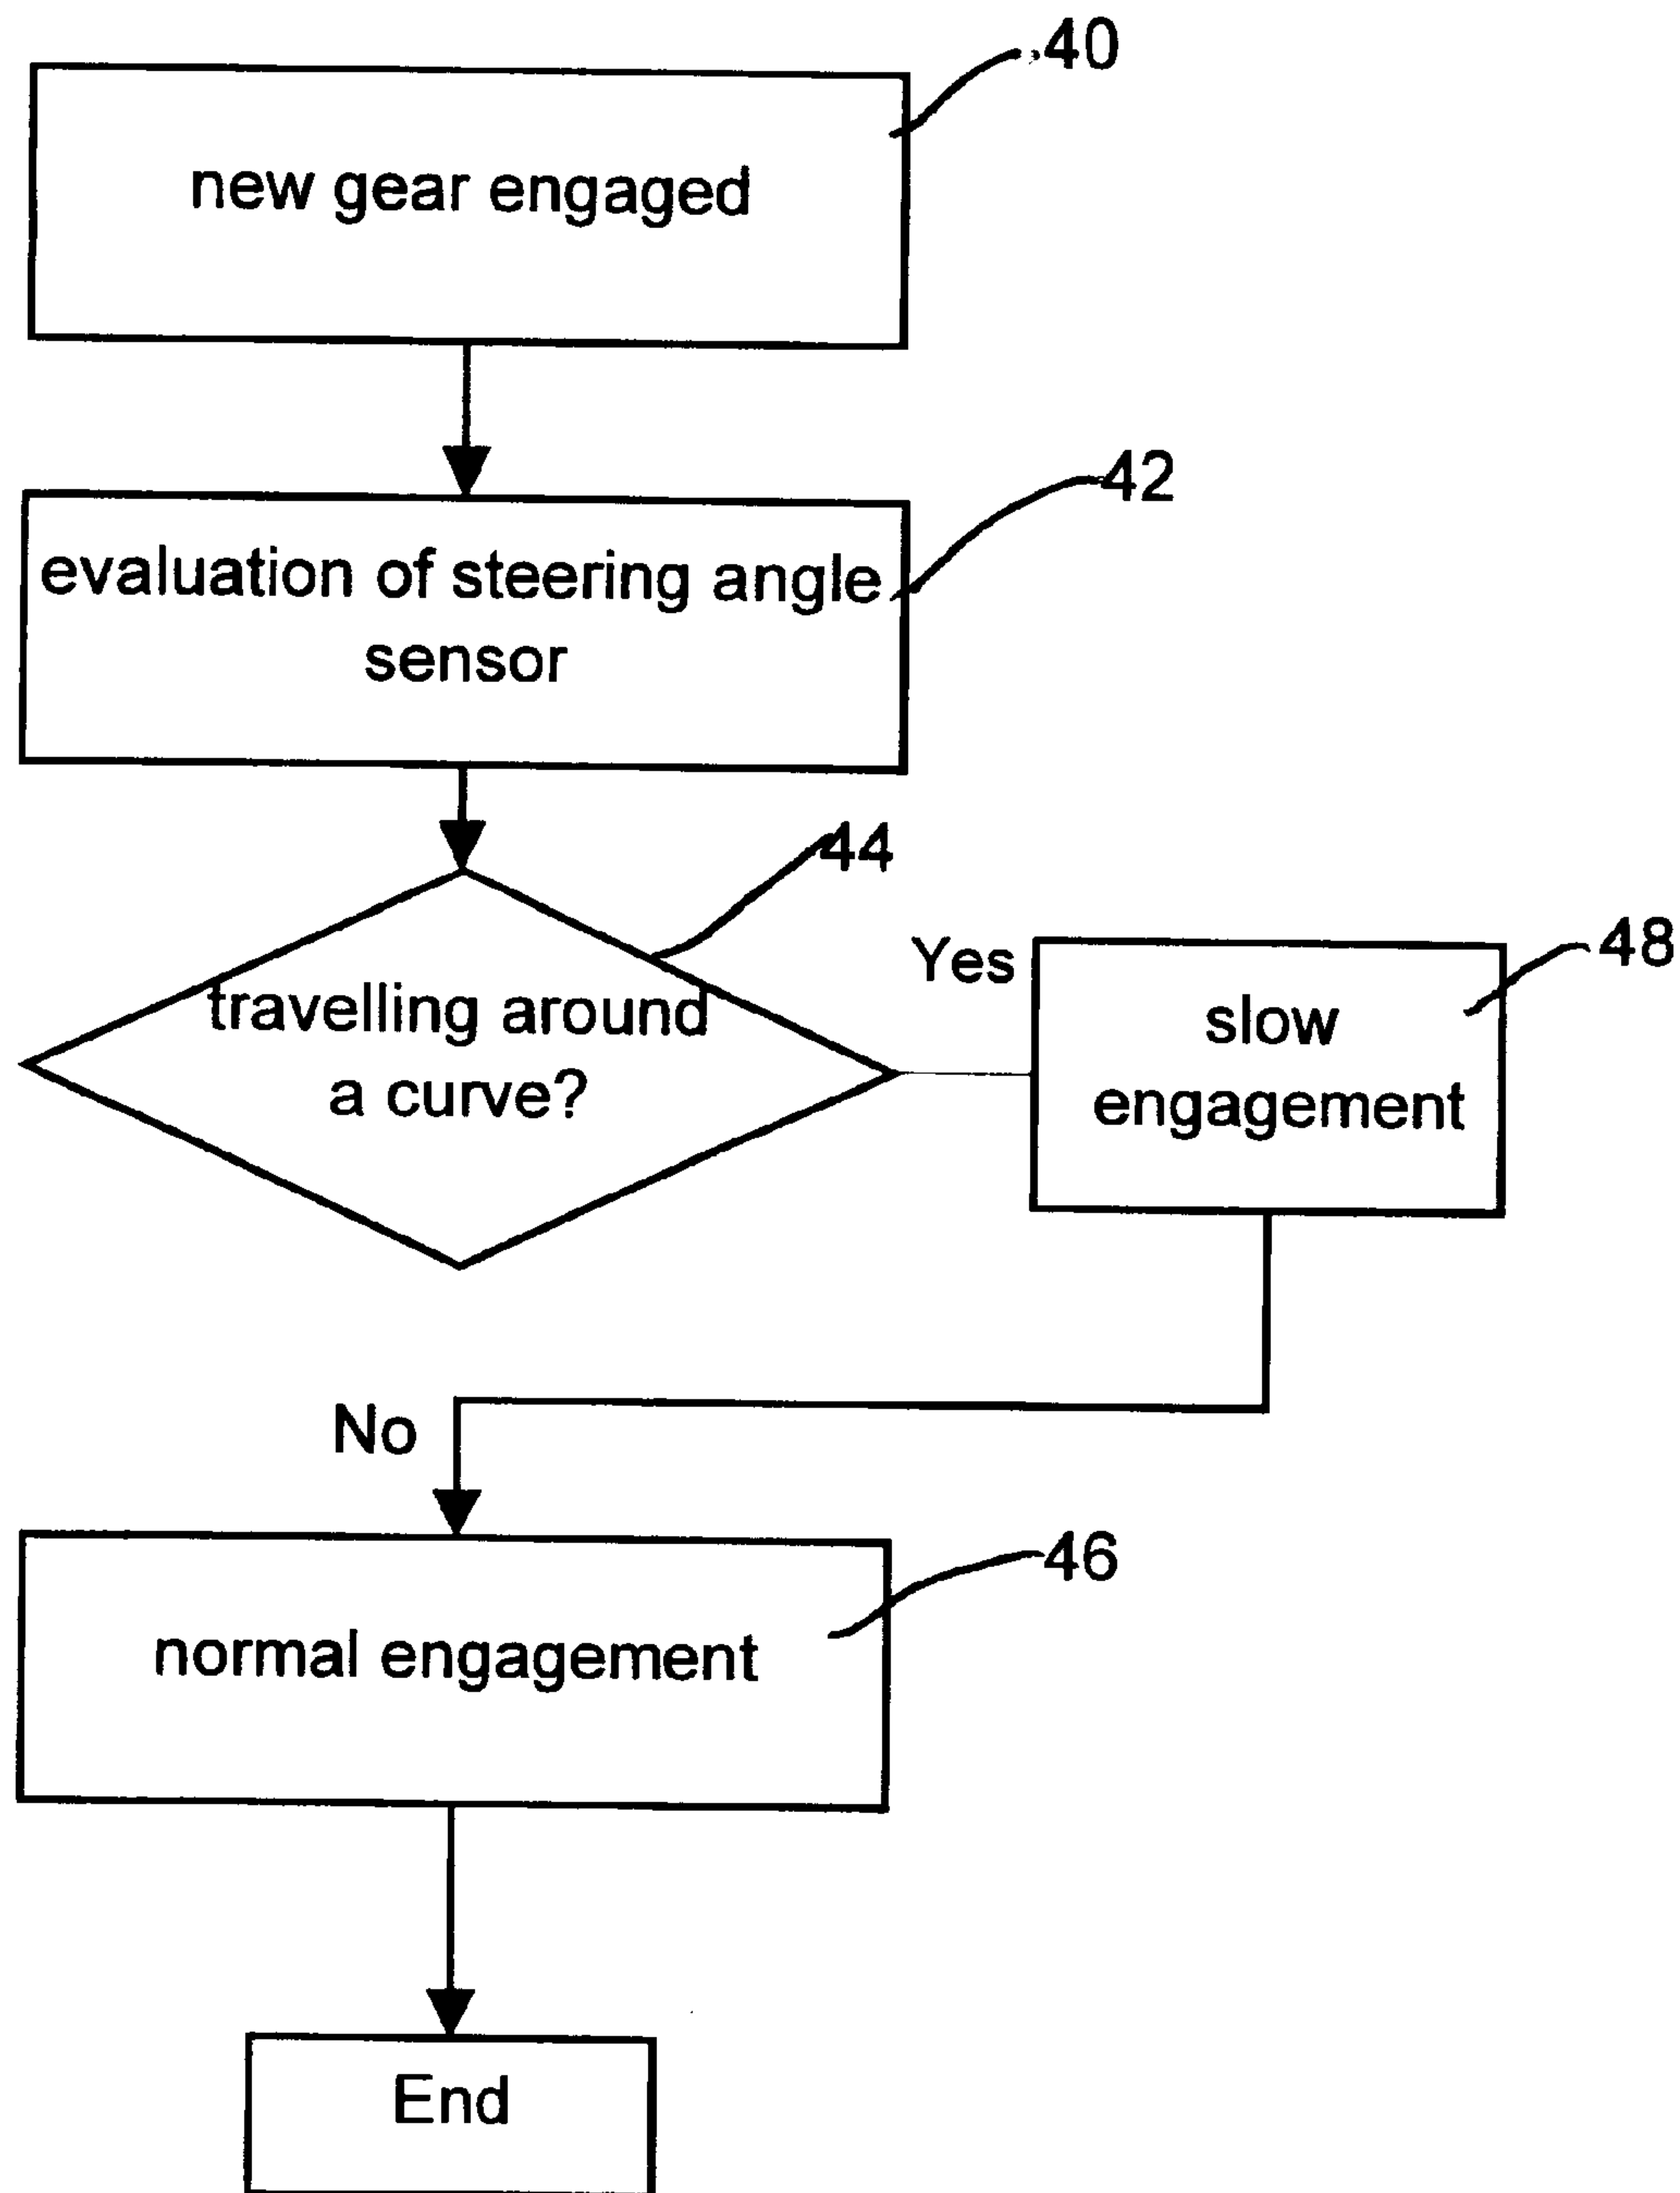 40
new gear engaged
42
evaluation of steering angle
sensor
44
travelling around
a curve?
Yes
48
slow
engagement
No
46
normal engagement
End